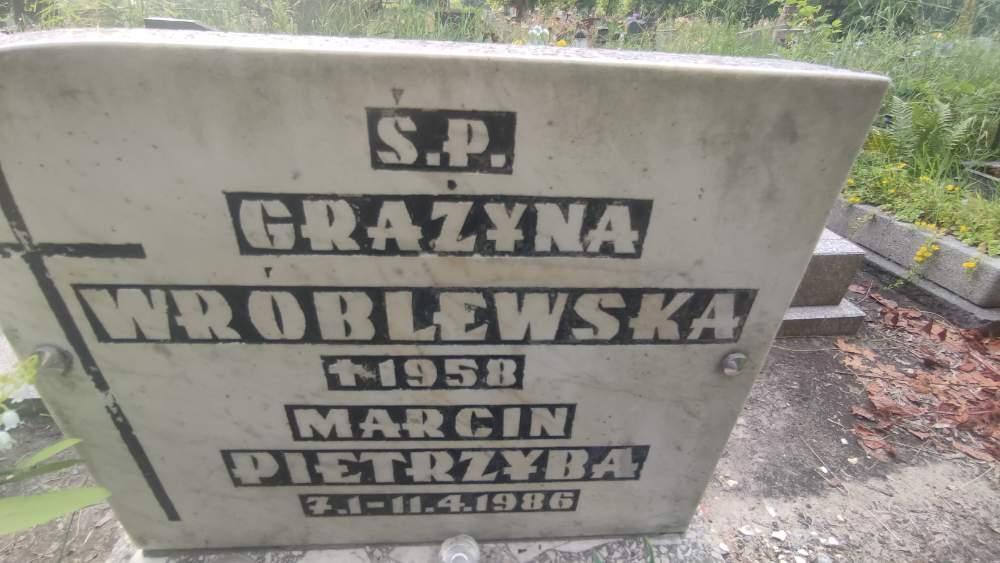 Ś.P.
GRAŻYNA
WRÓBLEWSKA
✝1958
MARCIN
PIETRZYBA
7.1-11.4.1986